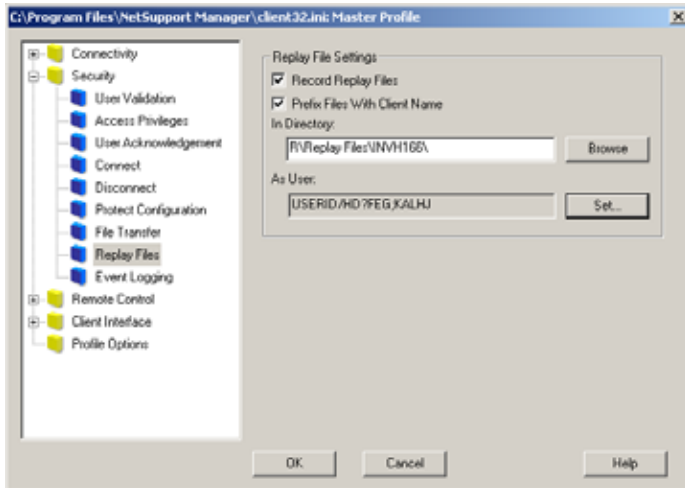 C:\Program Files\NetSupport Manager\client32.ini: Master Profile
Connectivity
Security
User Validation
Access Privileges
User Acknowledgement
Connect
Disconnect
Protect Configuration
File Transfer
Replay Files
Event Logging
Remote Control
Client Interface
Profile Options
Replay File Settings
Record Replay Files
Prefix Files With Client Name
In Directory:
R\Replay Files\INVH166\
Browse
As User:
USERID/HD?FEG,KALHJ
Set...
OK
Cancel
Help